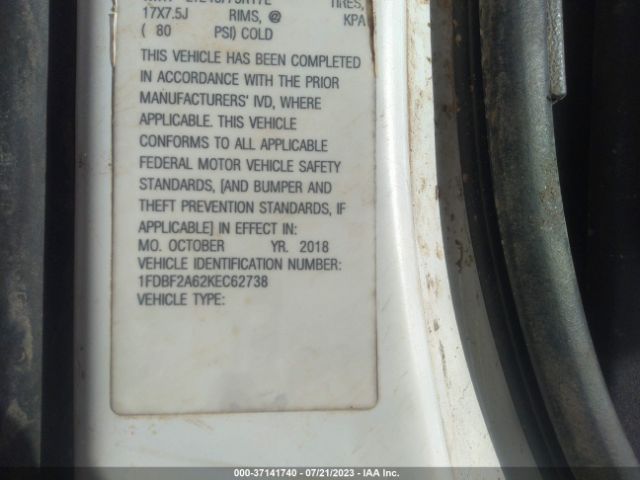 17X7.5J RIMS, @ KPA
( 80 PSI) COLD
THIS VEHICLE HAS BEEN COMPLETED
IN ACCORDANCE WITH THE PRIOR
MANUFACTURERS' IVD, WHERE
APPLICABLE. THIS VEHICLE
CONFORMS TO ALL APPLICABLE
FEDERAL MOTOR VEHICLE SAFETY
STANDARDS, [AND BUMPER AND
THEFT PREVENTION STANDARDS, IF
APPLICABLE] IN EFFECT IN:
MO. OCTOBER YR. 2018
VEHICLE IDENTIFICATION NUMBER:
1FDBF2A62KEC62738
VEHICLE TYPE:
000-37141740 - 07/21/2023 - IAA Inc.